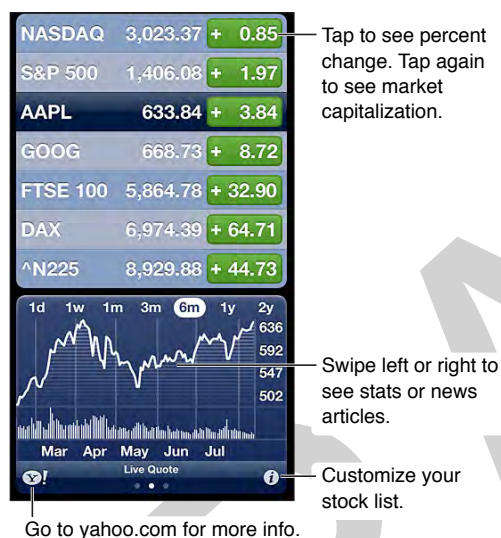 NASDAQ 3,023.37 + 0.85
S&P 500 1,406.08 + 1.97
AAPL 633.84 + 3.84
GOOG 668.73 + 8.72
FTSE 100 5,864.78 + 32.90
DAX 6,974.39 + 64.71
^N225 8,929.88 + 44.73
Tap to see percent
change. Tap again
to see market
capitalization.
1d 1w 1m 3m 6m 1y 2y
636
592
547
502
Mar Apr May Jun Jul
Swipe left or right to
see stats or news
articles.
Y! Live Quote i
Customize your
stock list.
Go to yahoo.com for more info.